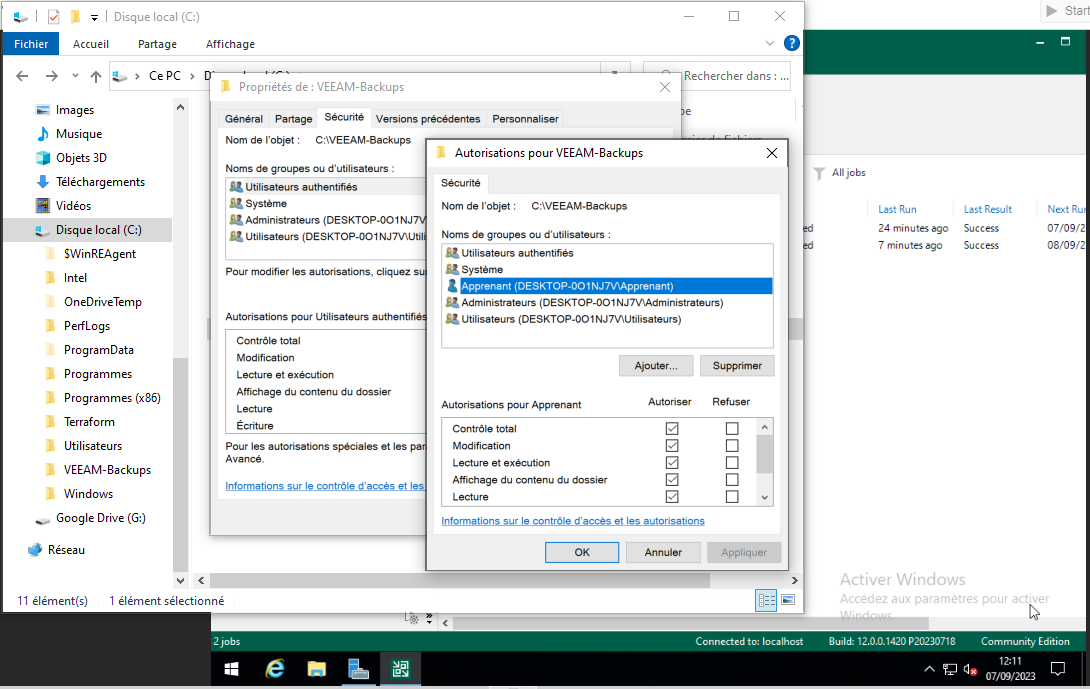 Disque local (C:)
Start
Fichier
Accueil
Partage
Affichage
Ce PC
Rechercher dans : ...
Images
Musique
Objets 3D
Téléchargements
Vidéos
Disque local (C:)
$WinREAgent
Intel
OneDriveTemp
PerfLogs
ProgramData
Programmes
Programmes (x86)
Terraform
Utilisateurs
VEEAM-Backups
Windows
Google Drive (G:)
Réseau
11 élément(s)
1 élément sélectionné
Propriétés de : VEEAM-Backups
Général
Partage
Sécurité
Versions précédentes
Personnaliser
Nom de l'objet :
C:\VEEAM-Backups
Noms de groupes ou d'utilisateurs :
Utilisateurs authentifiés
Système
Administrateurs (DESKTOP-0O1NJ7V\
Utilisateurs (DESKTOP-0O1NJ7V\Utili
Pour modifier les autorisations, cliquez su
Autorisations pour Utilisateurs authentifiés
Contrôle total
Modification
Lecture et exécution
Affichage du contenu du dossier
Lecture
Écriture
Pour les autorisations spéciales et les para
Avancé.
Informations sur le contrôle d'accès et les
Autorisations pour VEEAM-Backups
Sécurité
Nom de l'objet :
C:\VEEAM-Backups
Noms de groupes ou d'utilisateurs :
Utilisateurs authentifiés
Système
Apprenant (DESKTOP-0O1NJ7V\Apprenant)
Administrateurs (DESKTOP-0O1NJ7V\Administrateurs)
Utilisateurs (DESKTOP-0O1NJ7V\Utilisateurs)
Ajouter...
Supprimer
Autorisations pour Apprenant
Autoriser
Refuser
Contrôle total
Modification
Lecture et exécution
Affichage du contenu du dossier
Lecture
Informations sur le contrôle d'accès et les autorisations
OK
Annuler
Appliquer
All jobs
Last Run
Last Result
Next Run
ed
24 minutes ago
Success
07/09/2
ed
7 minutes ago
Success
08/09/2
Activer Windows
Accédez aux paramètres pour activer
Windows.
2 jobs
Connected to: localhost
Build: 12.0.0.1420 P20230718
Community Edition
12:11
07/09/2023